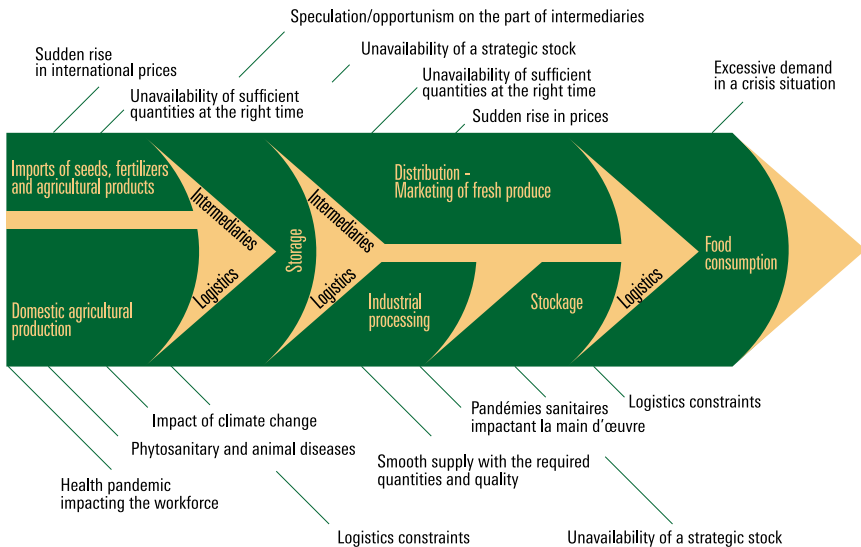 Speculation/opportunism on the part of intermediaries
Sudden rise
in international prices
Unavailability of a strategic stock
Unavailability of sufficient
quantities at the right time
Unavailability of sufficient
quantities at the right time
Sudden rise in prices
Excessive demand
in a crisis situation
Imports of seeds, fertilizers
and agricultural products
Intermediaries
Logistics
Domestic agricultural
production
Storage
Intermediaries
Logistics
Distribution -
Marketing of fresh produce
Industrial
processing
Stockage
Logistics
Food
consumption
Impact of climate change
Phytosanitary and animal diseases
Health pandemic
impacting the workforce
Logistics constraints
Smooth supply with the required
quantities and quality
Pandémies sanitaires
impactant la main d'œuvre
Logistics constraints
Unavailability of a strategic stock